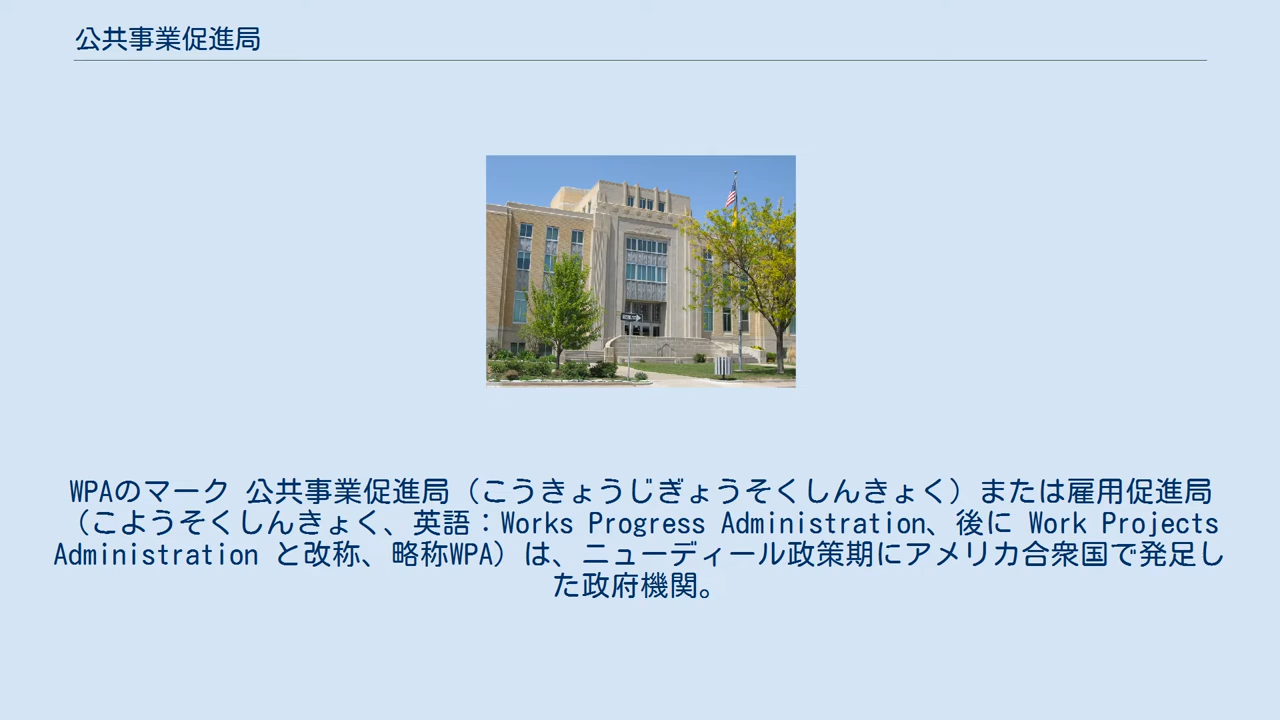 公共事業促進局
WPAのマーク 公共事業促進局（こうきょうじぎょうそくしんきょく）または雇用促進局
（こようそくしんきょく、英語：Works Progress Administration、後に Work Projects
Administration と改称、略称WPA）は、ニューディール政策期にアメリカ合衆国で発足し
た政府機関。